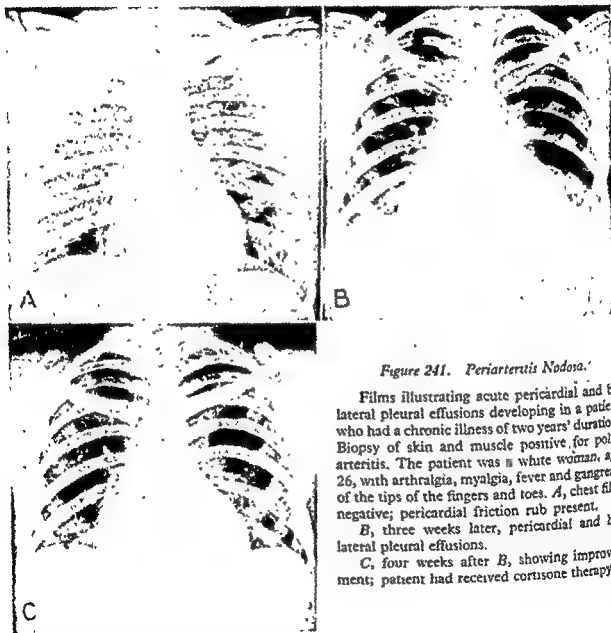 A
B
C
Figure 241. Periarteritis Nodosa.
Films illustrating acute pericardial and b
lateral pleural effusions developing in a patie
who had a chronic illness of two years' duratio
Biopsy of skin and muscle positive for pol
arteritis. The patient was a white woman, a
26, with arthralgia, myalgia, fever and gangre
of the tips of the fingers and toes. A, chest fil
negative; pericardial friction rub present.
B, three weeks later, pericardial and b
lateral pleural effusions.
C, four weeks after B, showing improv
ment; patient had received cortisone therapy